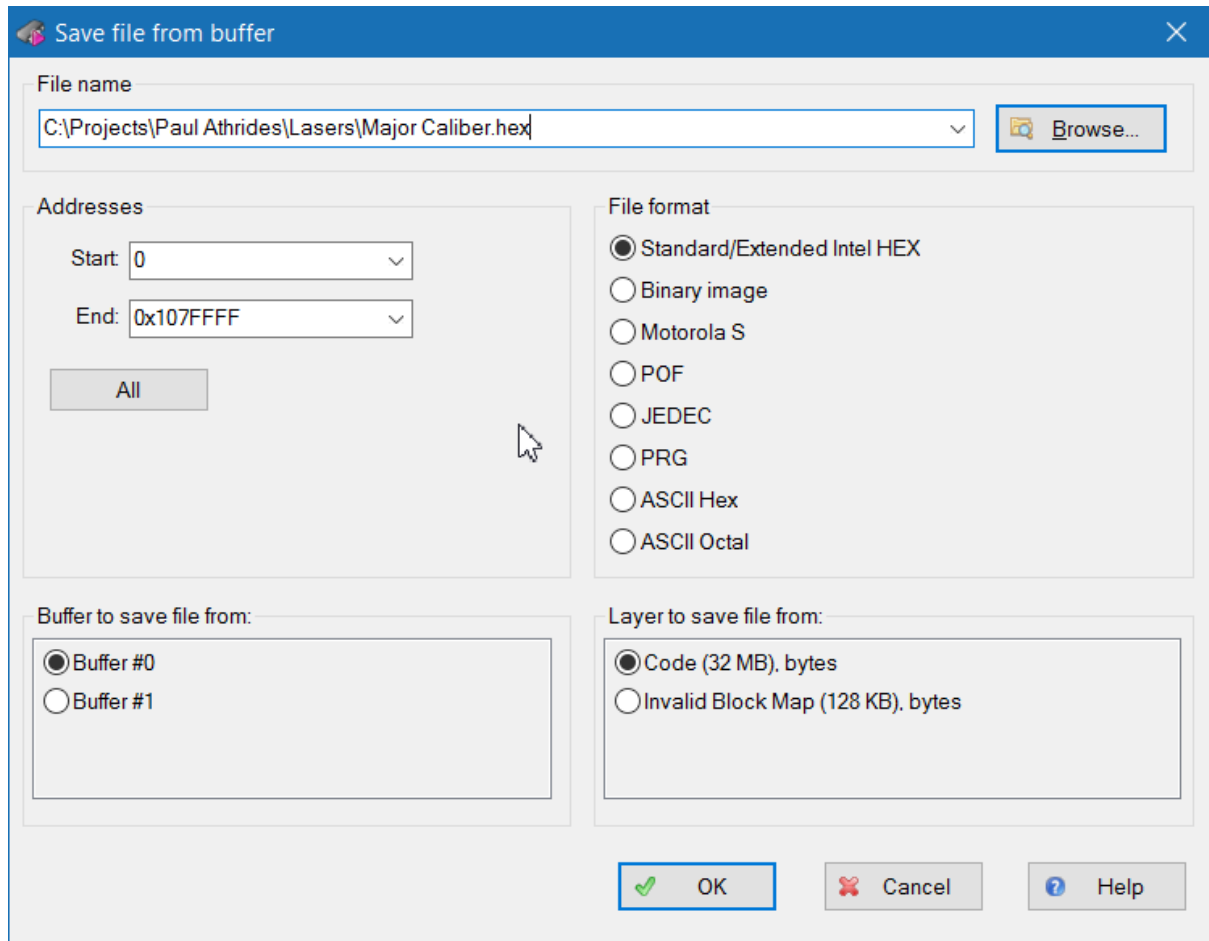 Save file from buffer
File name
C:\Projects\Paul Athrides\Lasers\Major Caliber.hex
Browse...
Addresses
Start: 0
End: 0x107FFFF
All
File format
Standard/Extended Intel HEX
Binary image
Motorola S
POF
JEDEC
PRG
ASCII Hex
ASCII Octal
Buffer to save file from:
Buffer #0
Buffer #1
Layer to save file from:
Code (32 MB), bytes
Invalid Block Map (128 KB), bytes
OK
Cancel
Help